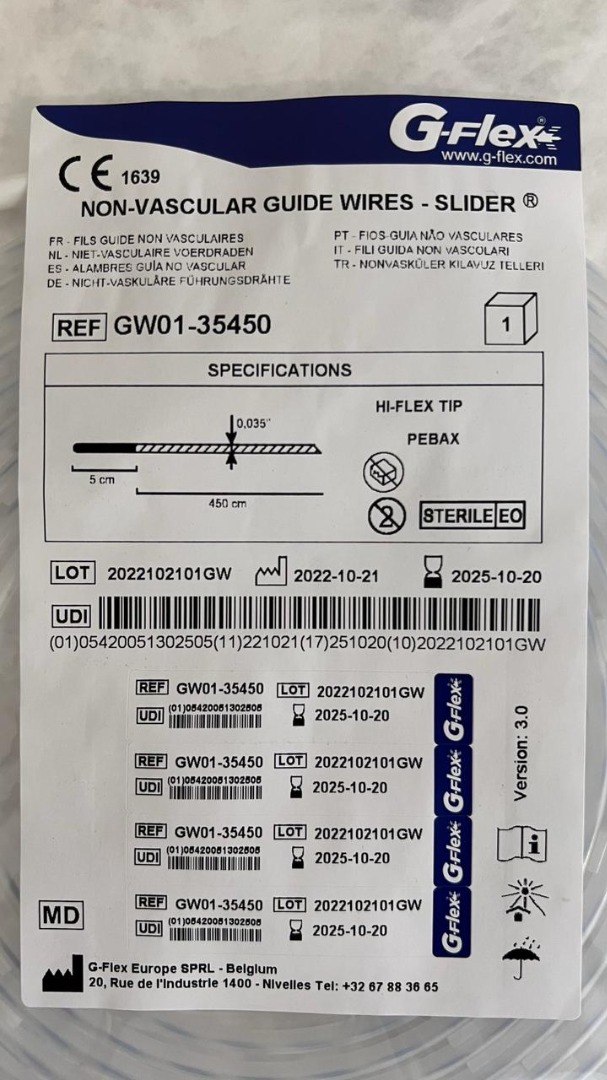 G-Flex®
www.g-flex.com
CE 1639
NON-VASCULAR GUIDE WIRES - SLIDER ®
FR - FILS GUIDE NON VASCULAIRES
NL - NIET-VASCULAIRE VOERDRADEN
ES - ALAMBRES GUÍA NO VASCULAR
DE - NICHT-VASKULÄRE FÜHRUNGSDRÄHTE
PT - FIOS-GUIA NÃO VASCULARES
IT - FILI GUIDA NON VASCOLARI
TR - NONVASKÜLER KILAVUZ TELLERI
REF GW01-35450
1
SPECIFICATIONS
HI-FLEX TIP
0,035"
PEBAX
5 cm
450 cm
2
STERILE EO
LOT 2022102101GW 2022-10-21 2025-10-20
UDI
(01)05420051302505(11)221021(17)251020(10)2022102101GW
REF GW01-35450 LOT 2022102101GW
UDI (01)05420051302505 2025-10-20
G-Flex
REF GW01-35450 LOT 2022102101GW
UDI (01)05420051302505 2025-10-20
G-Flex
REF GW01-35450 LOT 2022102101GW
UDI (01)05420051302505 2025-10-20
G-Flex
REF GW01-35450 LOT 2022102101GW
UDI (01)05420051302505 2025-10-20
G-Flex
Version: 3.0
MD
G-Flex Europe SPRL - Belgium
20, Rue de l'Industrie 1400 - Nivelles Tel: +32 67 88 36 65